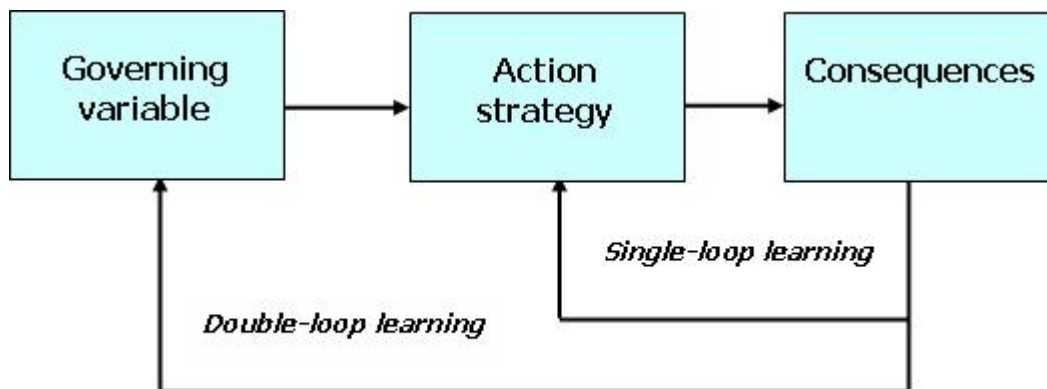 Governing
variable
Action
strategy
Consequences
Single-loop learning
Double-loop learning